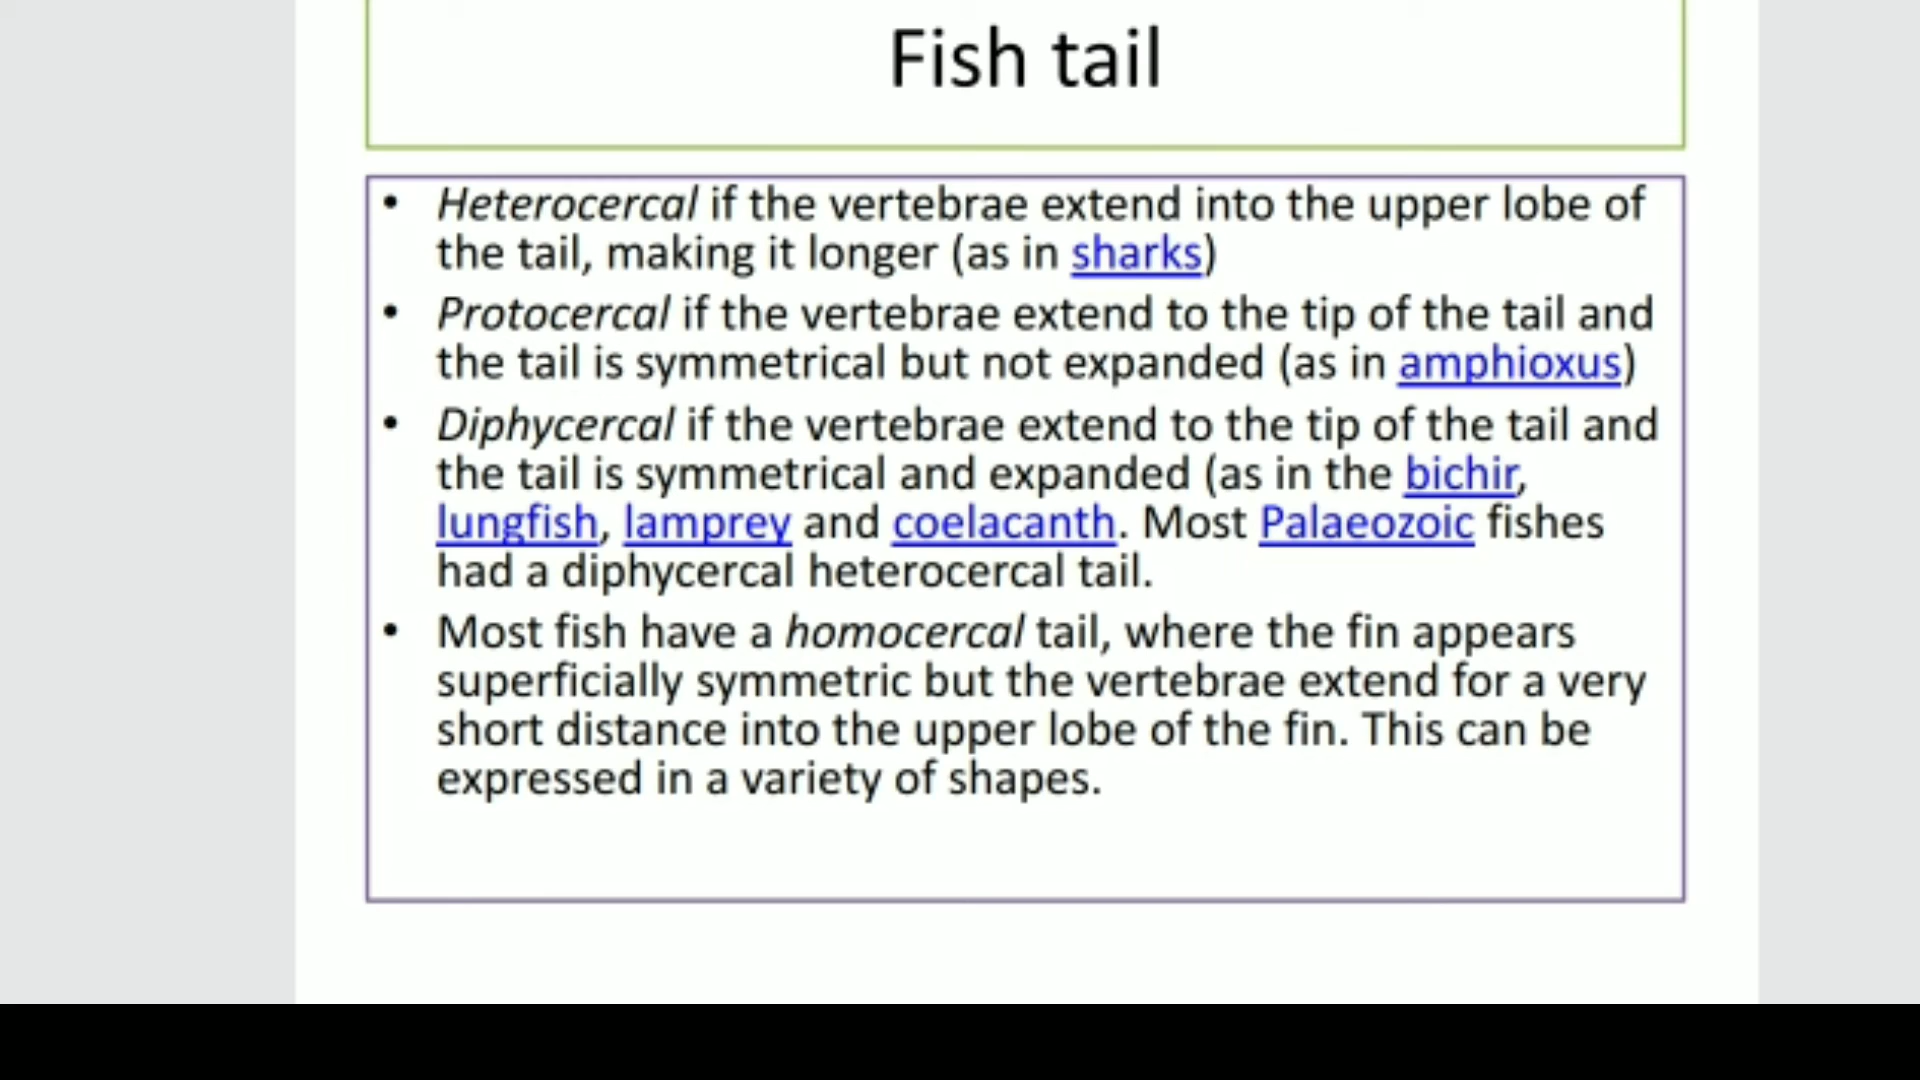 Fish tail
• Heterocercal if the vertebrae extend into the upper lobe of
the tail, making it longer (as in sharks)
• Protocercal if the vertebrae extend to the tip of the tail and
the tail is symmetrical but not expanded (as in amphioxus)
• Diphycercal if the vertebrae extend to the tip of the tail and
the tail is symmetrical and expanded (as in the bichir,
lungfish, lamprey and coelacanth. Most Palaeozoic fishes
had a diphycercal heterocercal tail.
• Most fish have a homocercal tail, where the fin appears
superficially symmetric but the vertebrae extend for a very
short distance into the upper lobe of the fin. This can be
expressed in a variety of shapes.